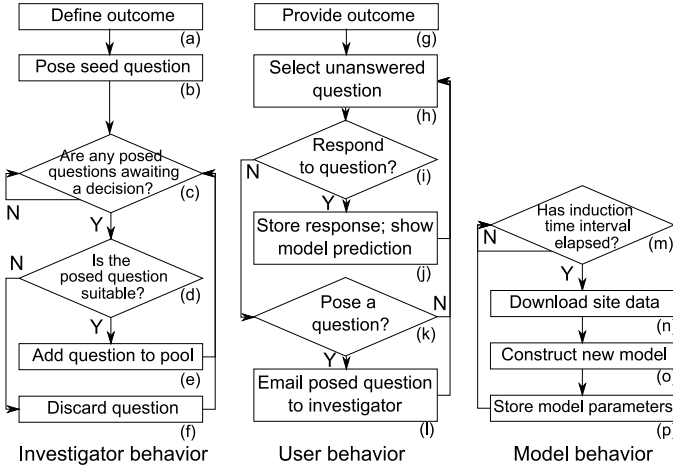 Define outcome
(a)
Pose seed question
(b)
Are any posed
questions awaiting
a decision?
(c)
N
Y
Is the
posed question
suitable?
(d)
N
Y
Add question to pool
(e)
Discard question
(f)
Investigator behavior
Provide outcome
(g)
Select unanswered
question
(h)
Respond
to question?
(i)
N
Y
Store response; show
model prediction
(j)
Pose a
question?
(k)
N
Y
Email posed question
to investigator
(l)
User behavior
Has induction
time interval
elapsed?
(m)
N
Y
Download site data
(n)
Construct new model
(o)
Store model parameters
(p)
Model behavior